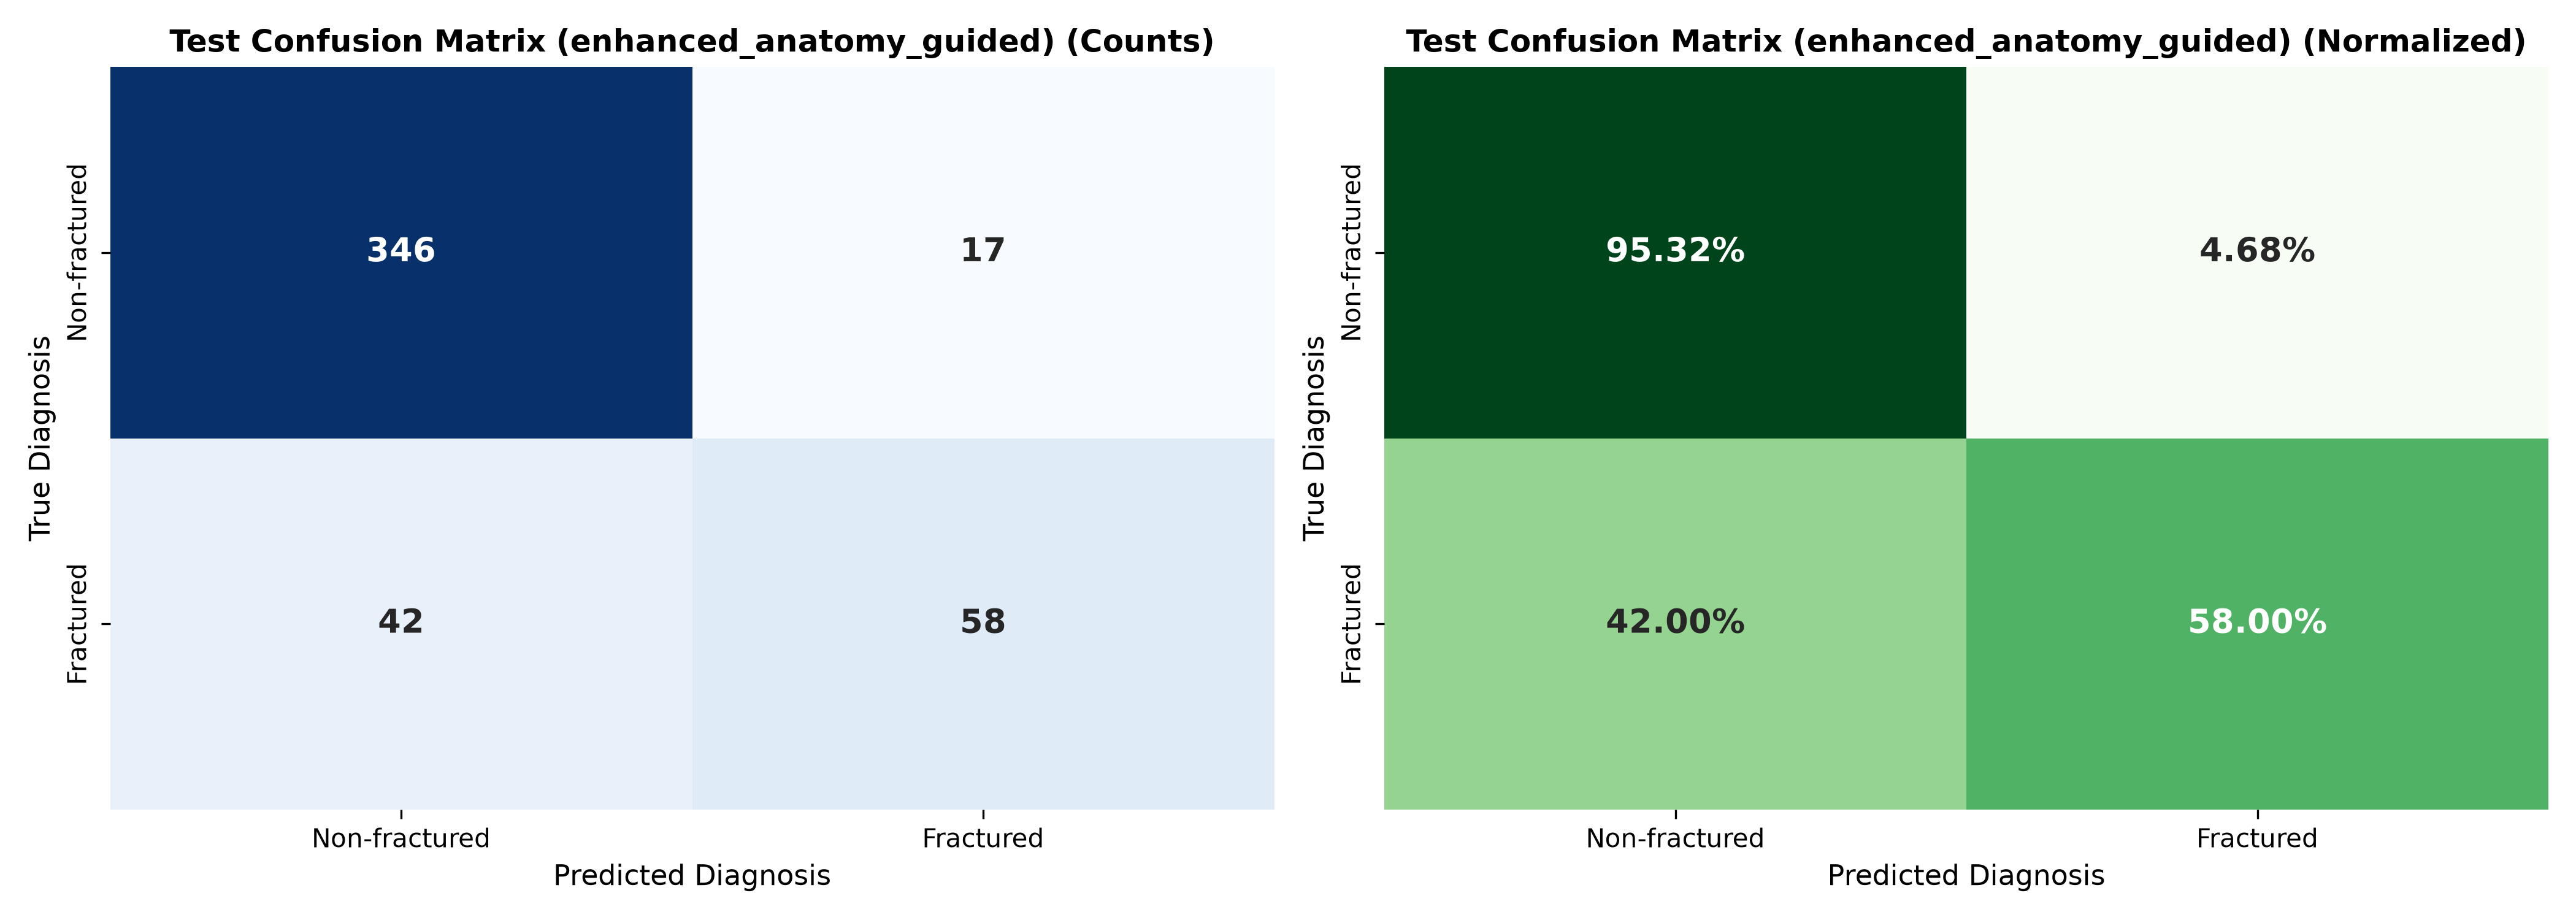 Test Confusion Matrix (enhanced_anatomy_guided) (Counts)
True Diagnosis
Non-fractured
346
17
Fractured
42
58
Non-fractured
Fractured
Predicted Diagnosis
Test Confusion Matrix (enhanced_anatomy_guided) (Normalized)
True Diagnosis
Non-fractured
95.32%
4.68%
Fractured
42.00%
58.00%
Non-fractured
Fractured
Predicted Diagnosis